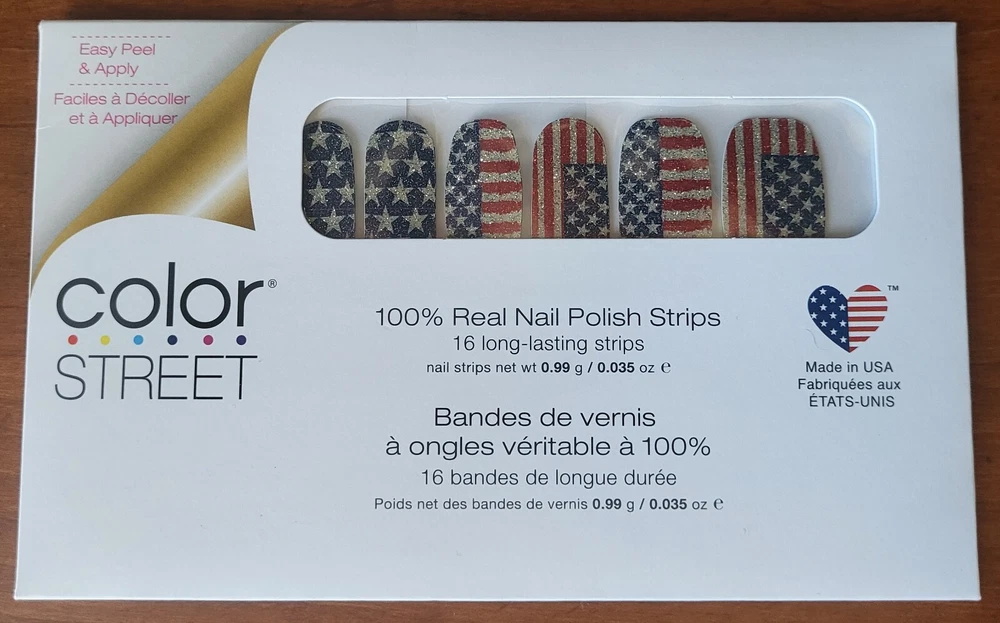 Easy Peel
& Apply
Faciles à Décoller
et à Appliquer
color®
STREET
100% Real Nail Polish Strips
16 long-lasting strips
nail strips net wt 0.99 g / 0.035 oz ℮
Bandes de vernis
à ongles véritable à 100%
16 bandes de longue durée
Poids net des bandes de vernis 0.99 g / 0.035 oz ℮
™
Made in USA
Fabriquées aux
ÉTATS-UNIS